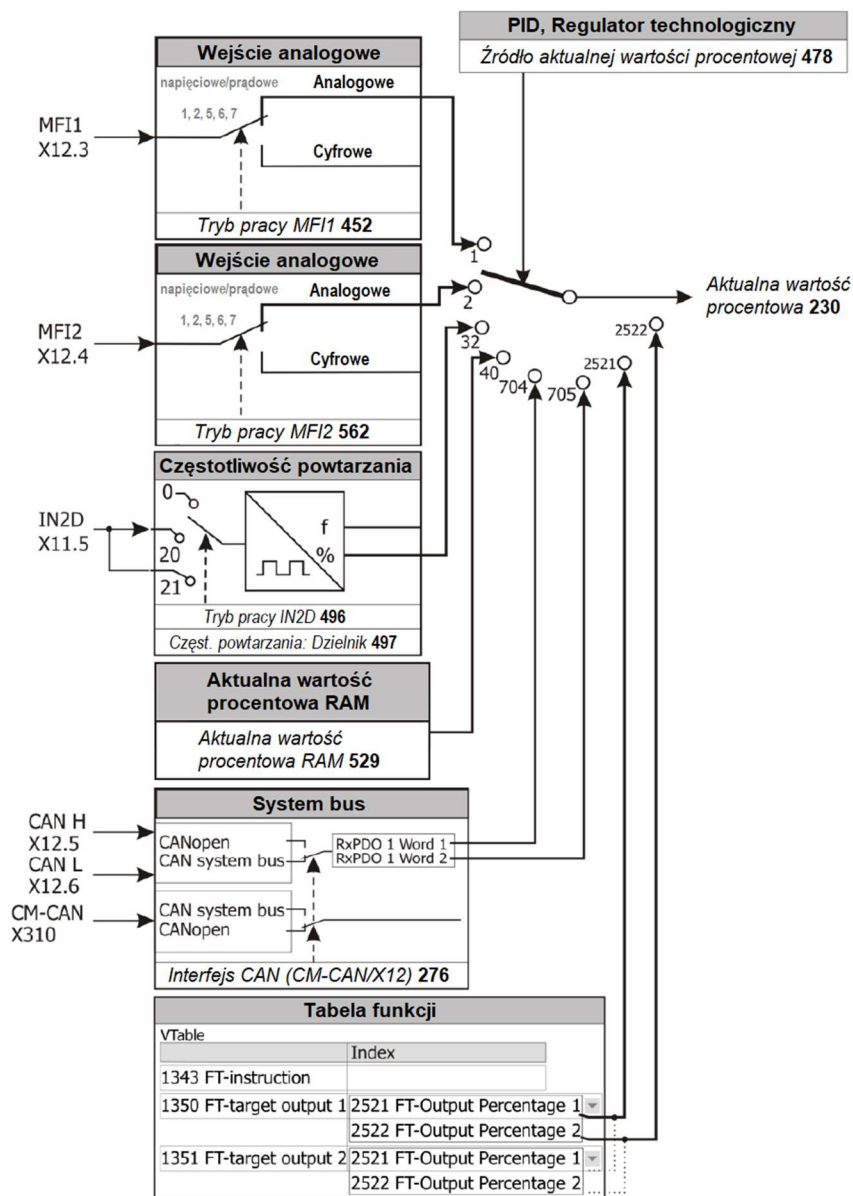 PID, Regulator technologiczny
Źródło aktualnej wartości procentowej 478
Wejście analogowe
napięciowe/prądowe
Analogowe
1, 2, 5, 6, 7
MFI1
X12.3
Cyfrowe
Tryb pracy MFI1 452
Wejście analogowe
napięciowe/prądowe
Analogowe
1, 2, 5, 6, 7
MFI2
X12.4
Cyfrowe
Tryb pracy MFI2 562
1
2
32
40
704
705
2521
2522
Aktualna wartość
procentowa 230
Częstotliwość powtarzania
0
IN2D
X11.5
20
21
f
%
Tryb pracy IN2D 496
Częst. powtarzania: Dzielnik 497
Aktualna wartość
procentowa RAM
Aktualna wartość
procentowa RAM 529
System bus
CAN H
X12.5
CAN L
X12.6
CANopen
CAN system bus
RxPDO 1 Word 1
RxPDO 1 Word 2
CM-CAN
X310
CAN system bus
CANopen
Interfejs CAN (CM-CAN/X12) 276
Tabela funkcji
VTable
Index
1343 FT-instruction
1350 FT-target output 1 2521 FT-Output Percentage 1
2522 FT-Output Percentage 2
1351 FT-target output 2 2521 FT-Output Percentage 1
2522 FT-Output Percentage 2